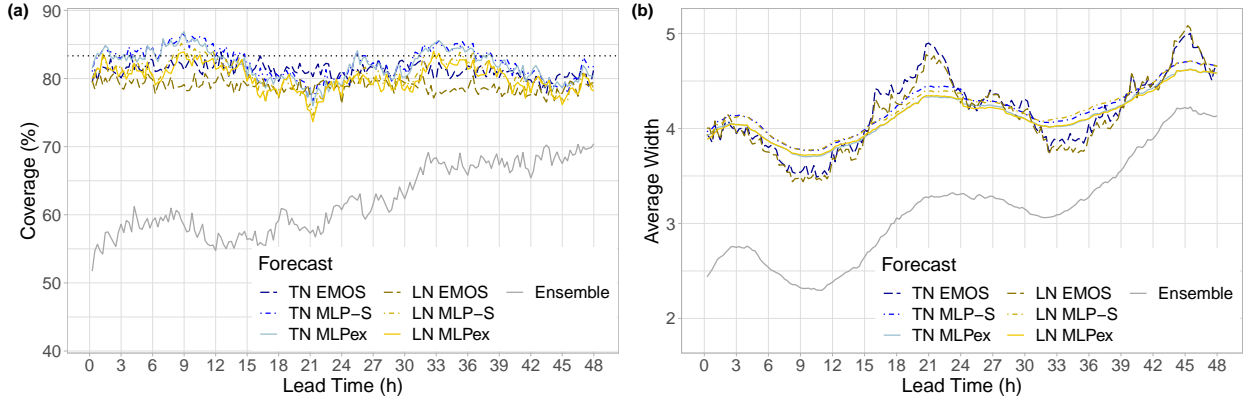 (a)
90
80
70
60
50
40
Coverage (%)
0 3 6 9 12 15 18 21 24 27 30 33 36 39 42 45 48
Lead Time (h)
Forecast
TN EMOS LN EMOS Ensemble
TN MLP−S LN MLP−S
TN MLPex LN MLPex
(b)
5
4
3
2
Average Width
0 3 6 9 12 15 18 21 24 27 30 33 36 39 42 45 48
Lead Time (h)
Forecast
TN EMOS LN EMOS Ensemble
TN MLP−S LN MLP−S
TN MLPex LN MLPex